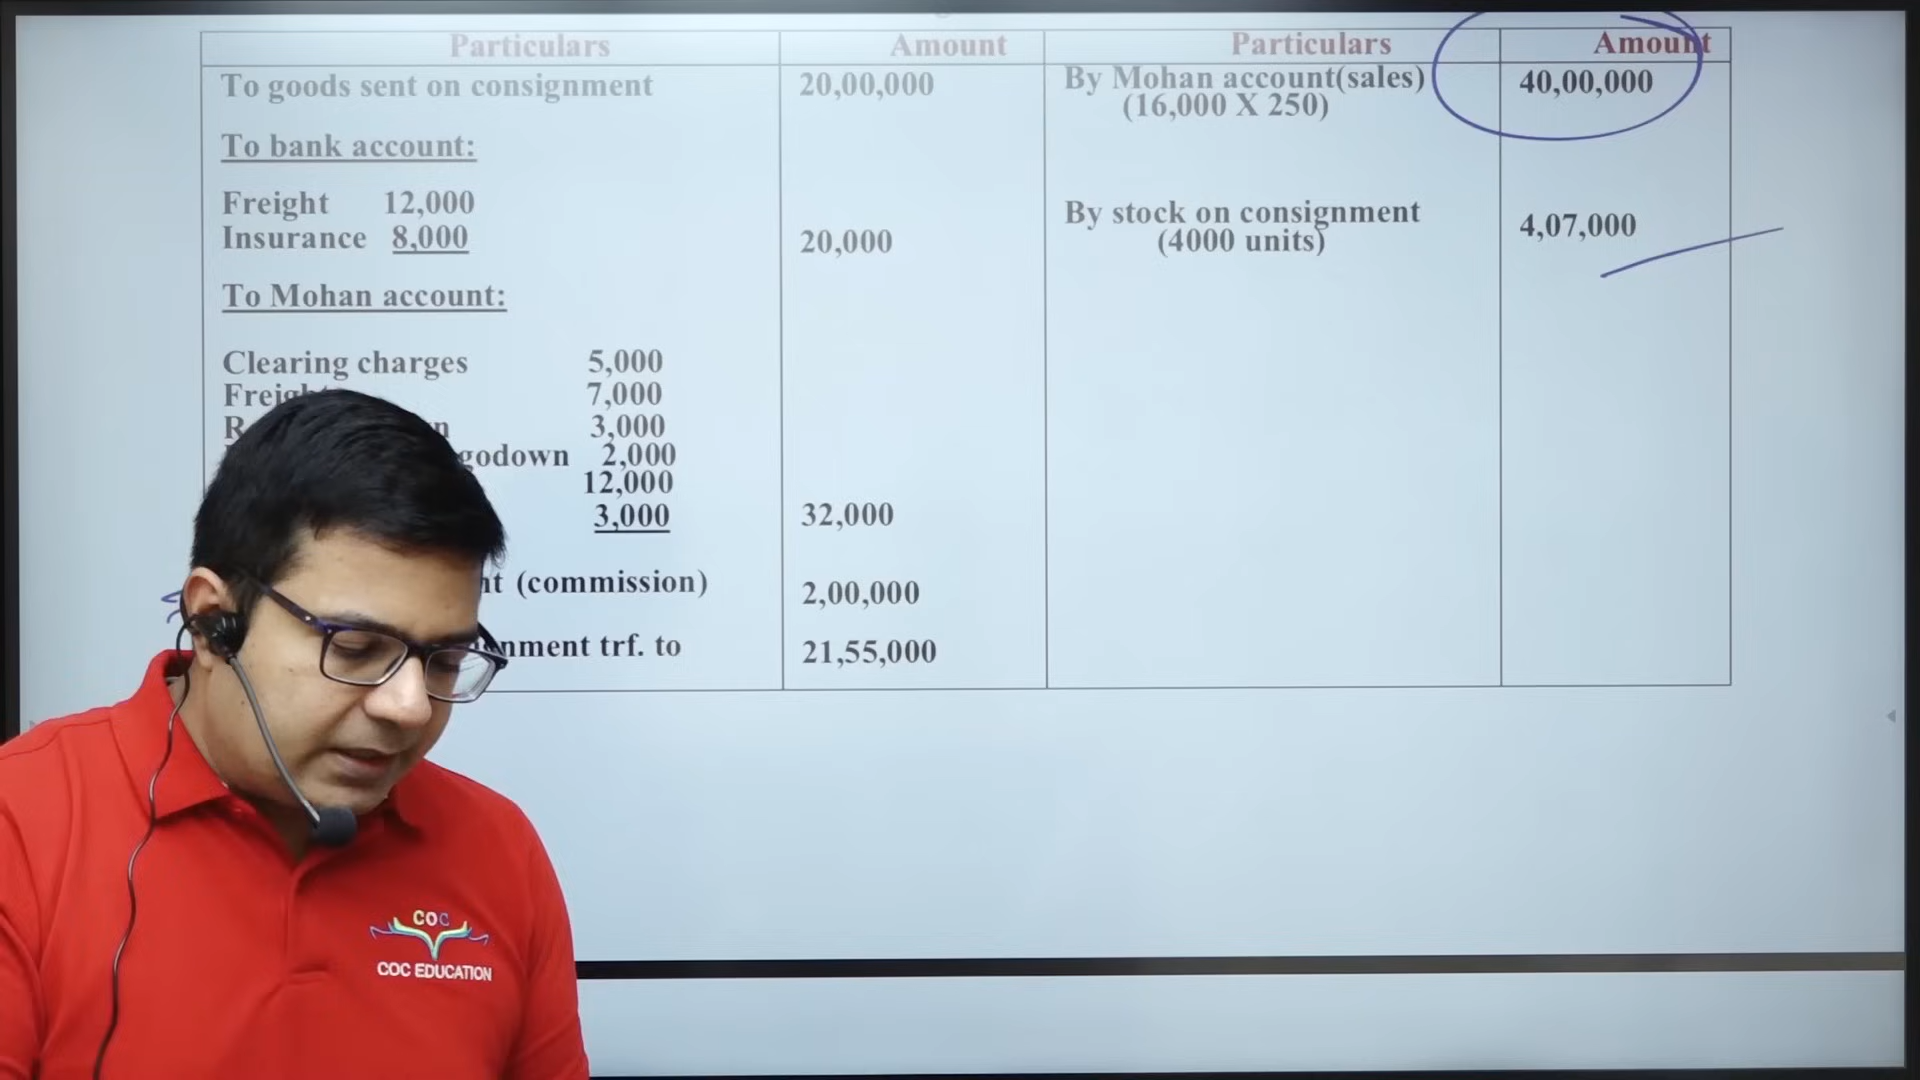 Particulars Amount Particulars Amount
To goods sent on consignment 20,00,000 By Mohan account(sales) 40,00,000
(16,000 X 250)
To bank account:
Freight 12,000
Insurance 8,000 20,000 By stock on consignment 4,07,000
(4000 units)
To Mohan account:
Clearing charges 5,000
7,000
3,000
godown 2,000
12,000
3,000 32,000
(commission) 2,00,000
trf. to 21,55,000
COC
COC EDUCATION